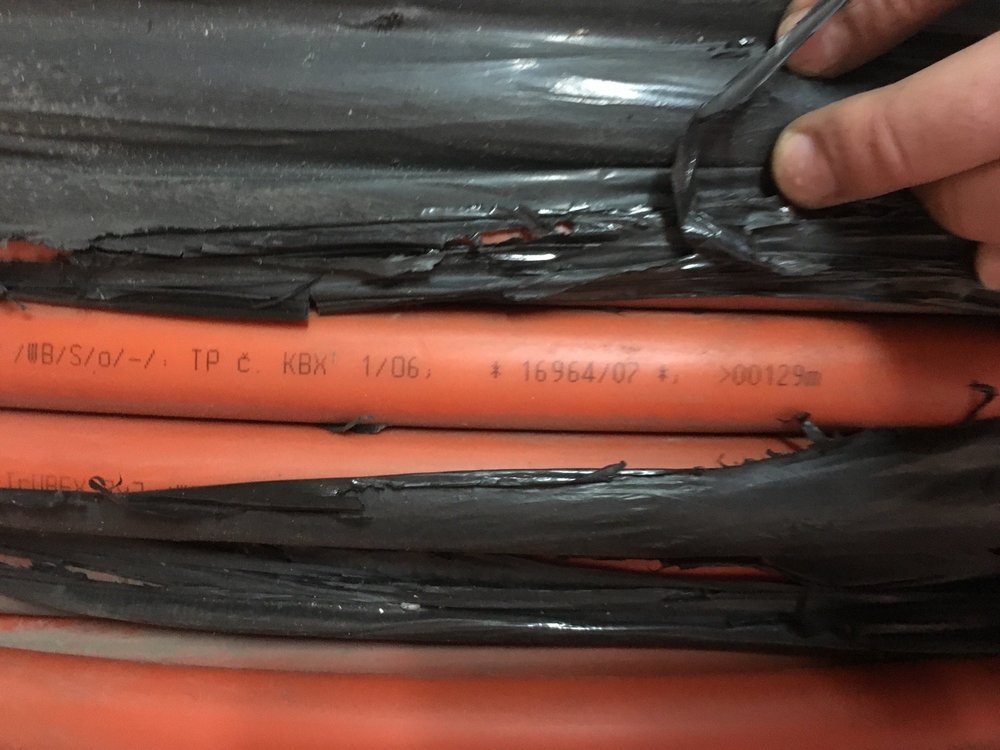 /WB/S/o/-/: TP č. KBX' 1/06; * 16964/07 *; >00129m